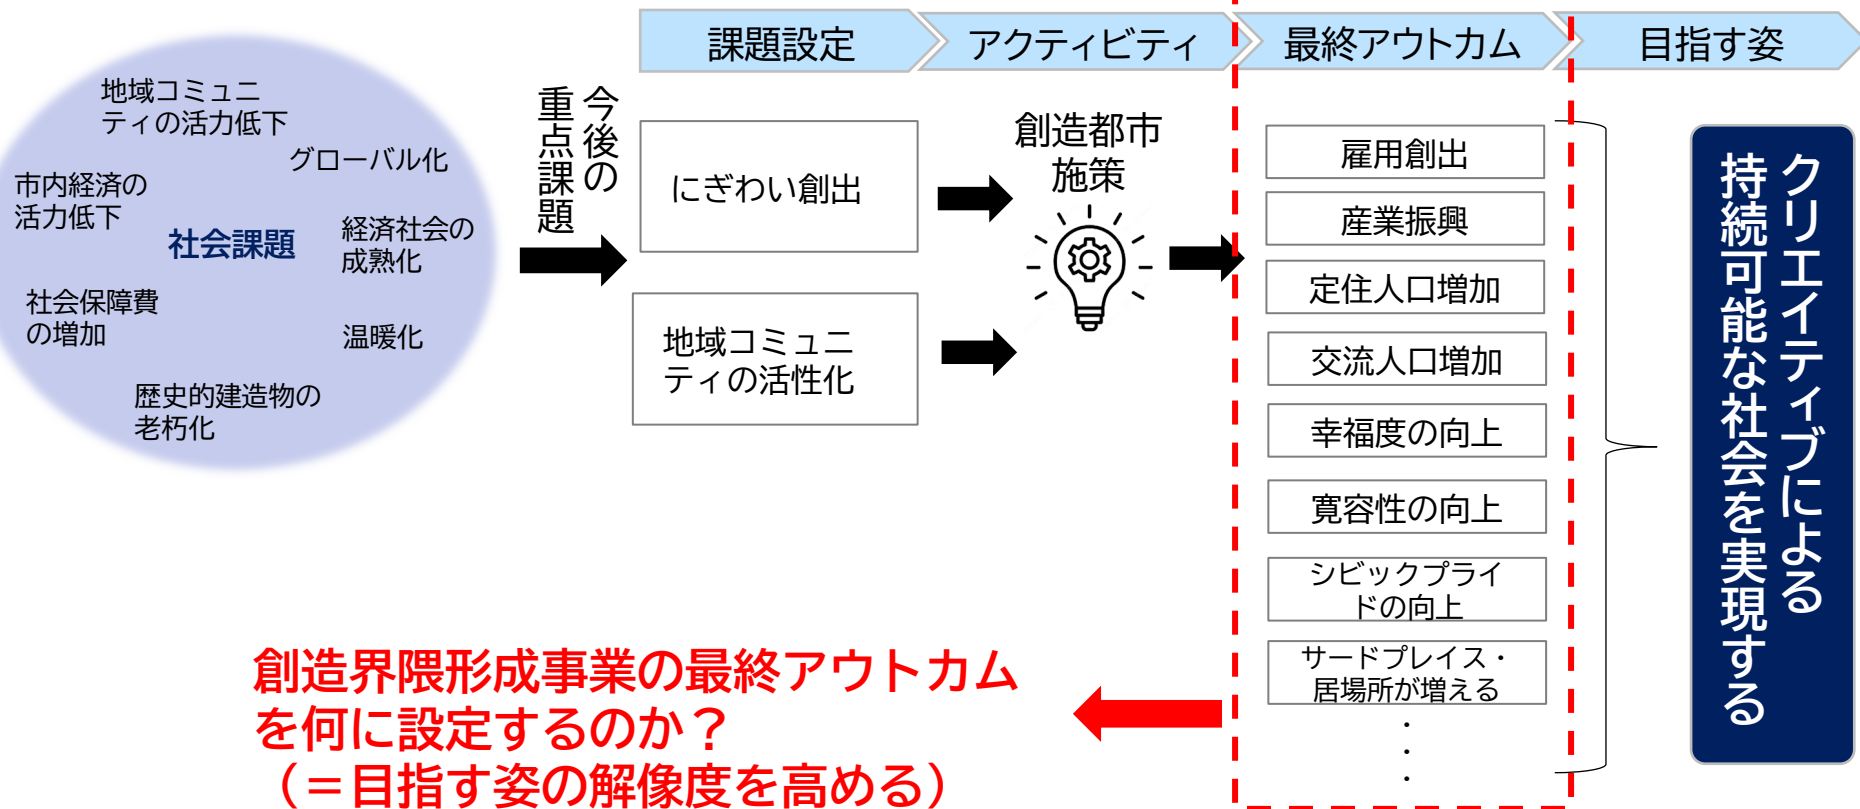 課題設定
アクティビティ
最終アウトカム
目指す姿
地域コミュニ
ティの活力低下
グローバル化
市内経済の
活力低下
社会課題
経済社会の
成熟化
社会保障費
の増加
温暖化
歴史的建造物の
老朽化
今後の
重点課題
にぎわい創出
地域コミュニ
ティの活性化
創造都市
施策
雇用創出
産業振興
定住人口増加
交流人口増加
幸福度の向上
寛容性の向上
シビックプライ
ドの向上
サードプレイス・
居場所が増える
・
・
・
クリエイティブによる
持続可能な社会を実現する
創造界隈形成事業の最終アウトカム
を何に設定するのか？
（＝目指す姿の解像度を高める）